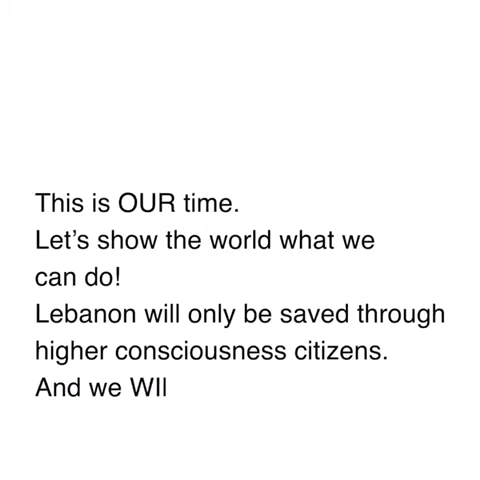 This is OUR time.
Let’s show the world what we
can do!
Lebanon will only be saved through
higher consciousness citizens.
And we WIl